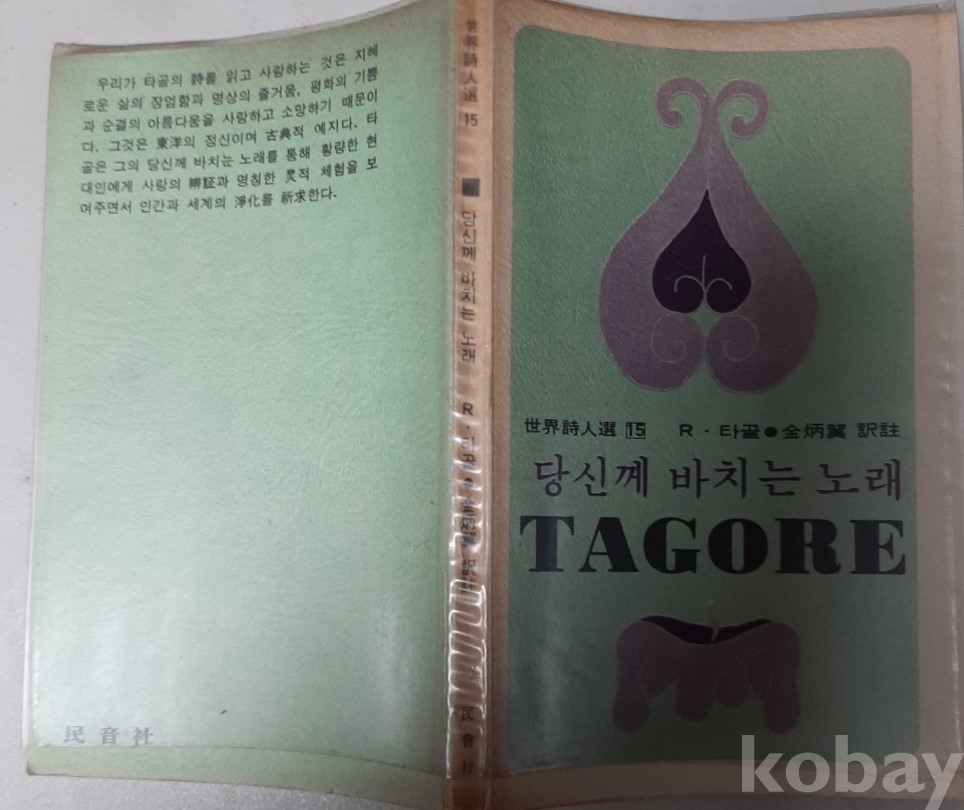 우리가 타골의 詩를 읽고 사랑하는 것은 지혜
로운 삶의 장엄함과 명상의 즐거움, 평화의 기쁨
과 순결의 아름다움을 사랑하고 소망하기 때문이
다. 그것은 東洋의 정신이며 古典적 예지다. 타
골은 그의 당신께 바치는 노래를 통해 황량한 현
대인에게 사랑의 辨証과 명칭한 灵적 체험을 보
여주면서 인간과 세계의 淨化를 祈求한다.
民音社
世界詩人選 15 당신께 바치는 노래 R·타골●金炳翼 訳註 民音社
世界詩人選 15 R·타골●金炳翼 訳註
당신께 바치는 노래
TAGORE
kobay